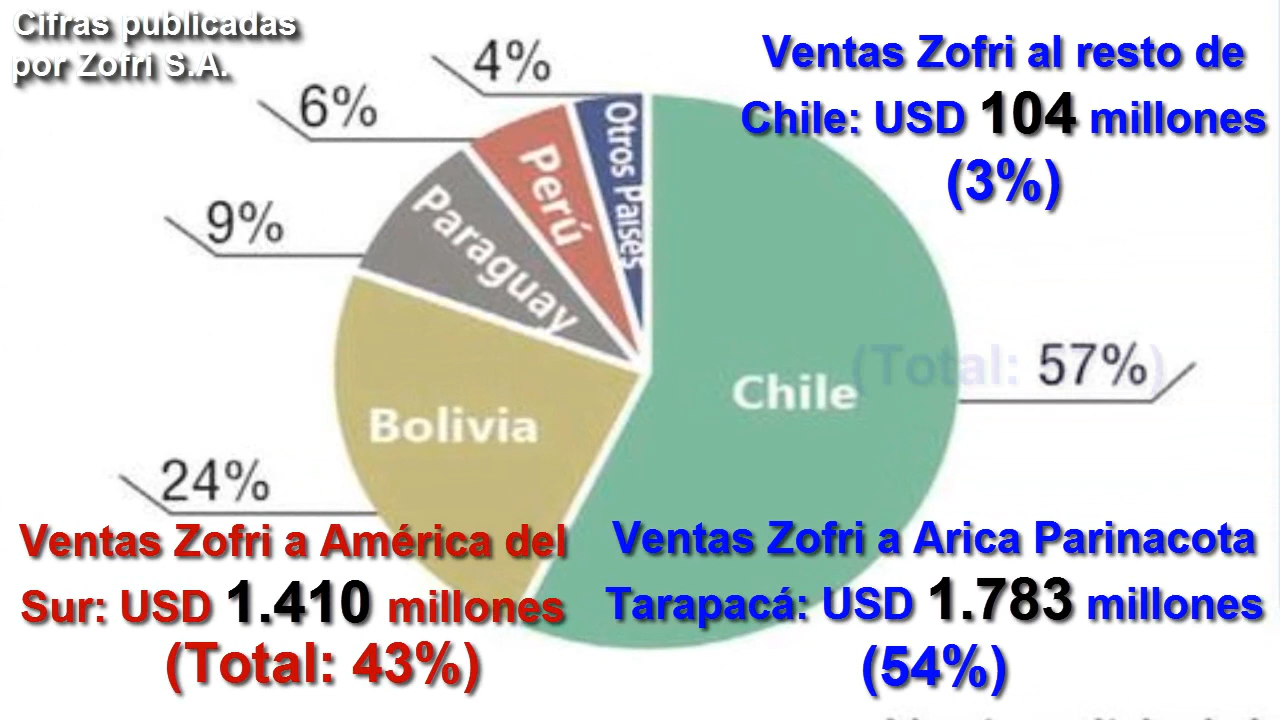 Cifras publicadas
por Zofri S.A.
4%
6%
9%
24%
Otros Países
Perú
Paraguay
Bolivia
Chile
(Total: 57%)
Ventas Zofri al resto de
Chile: USD 104 millones
(3%)
Ventas Zofri a América del
Sur: USD 1.410 millones
(Total: 43%)
Ventas Zofri a Arica Parinacota
Tarapacá: USD 1.783 millones
(54%)